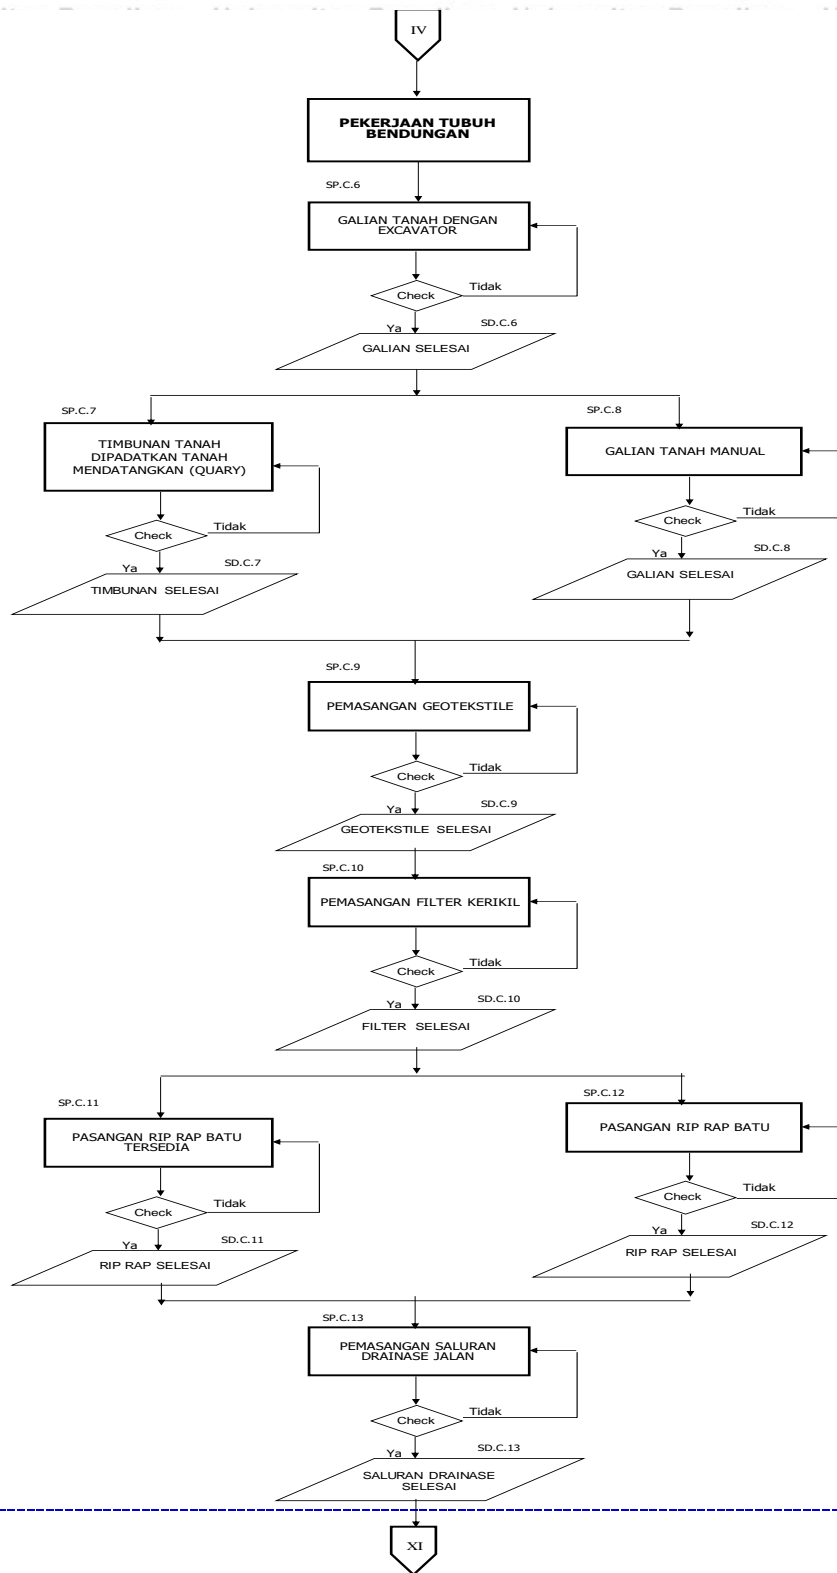 IV
PEKERJAAN TUBUH
BENDUNGAN
SP.C.6
GALIAN TANAH DENGAN
EXCAVATOR
Tidak
Check
Ya
SD.C.6
GALIAN SELESAI
SP.C.7
TIMBUNAN TANAH
DIPADATKAN TANAH
MENDATANGKAN (QUARY)
Tidak
Check
Ya
SD.C.7
TIMBUNAN SELESAI
SP.C.8
GALIAN TANAH MANUAL
Tidak
Check
Ya
SD.C.8
GALIAN SELESAI
SP.C.9
PEMASANGAN GEOTEKSTILE
Tidak
Check
Ya
SD.C.9
GEOTEKSTILE SELESAI
SP.C.10
PEMASANGAN FILTER KERIKIL
Tidak
Check
Ya
SD.C.10
FILTER SELESAI
SP.C.11
PASANGAN RIP RAP BATU
TERSEDIA
Tidak
Check
Ya
SD.C.11
RIP RAP SELESAI
SP.C.12
PASANGAN RIP RAP BATU
Tidak
Check
Ya
SD.C.12
RIP RAP SELESAI
SP.C.13
PEMASANGAN SALURAN
DRAINASE JALAN
Tidak
Check
Ya
SD.C.13
SALURAN DRAINASE
SELESAI
XI